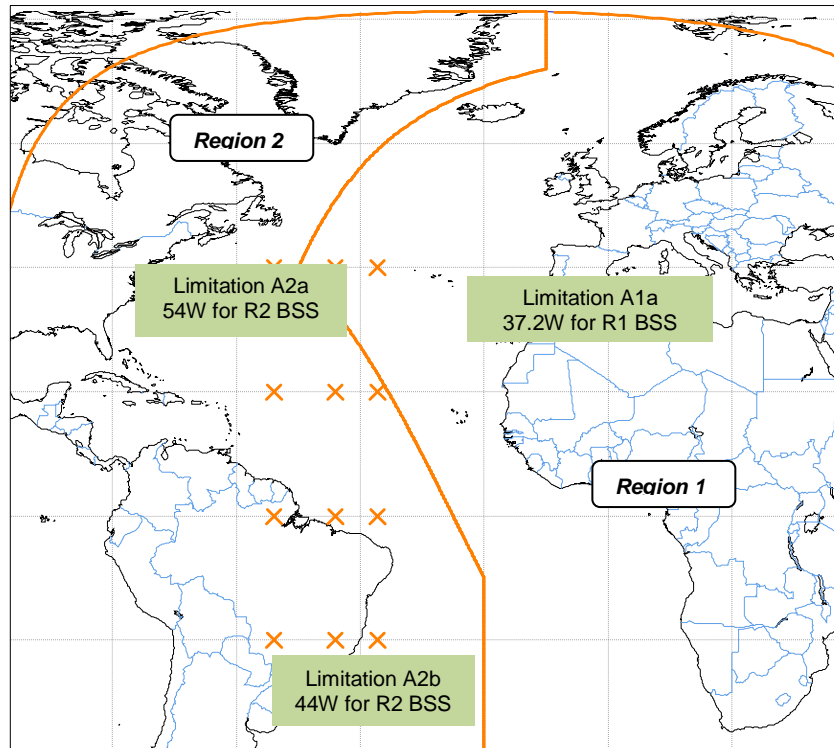 Region 2
Limitation A2a
54W for R2 BSS
Limitation A1a
37.2W for R1 BSS
Region 1
Limitation A2b
44W for R2 BSS